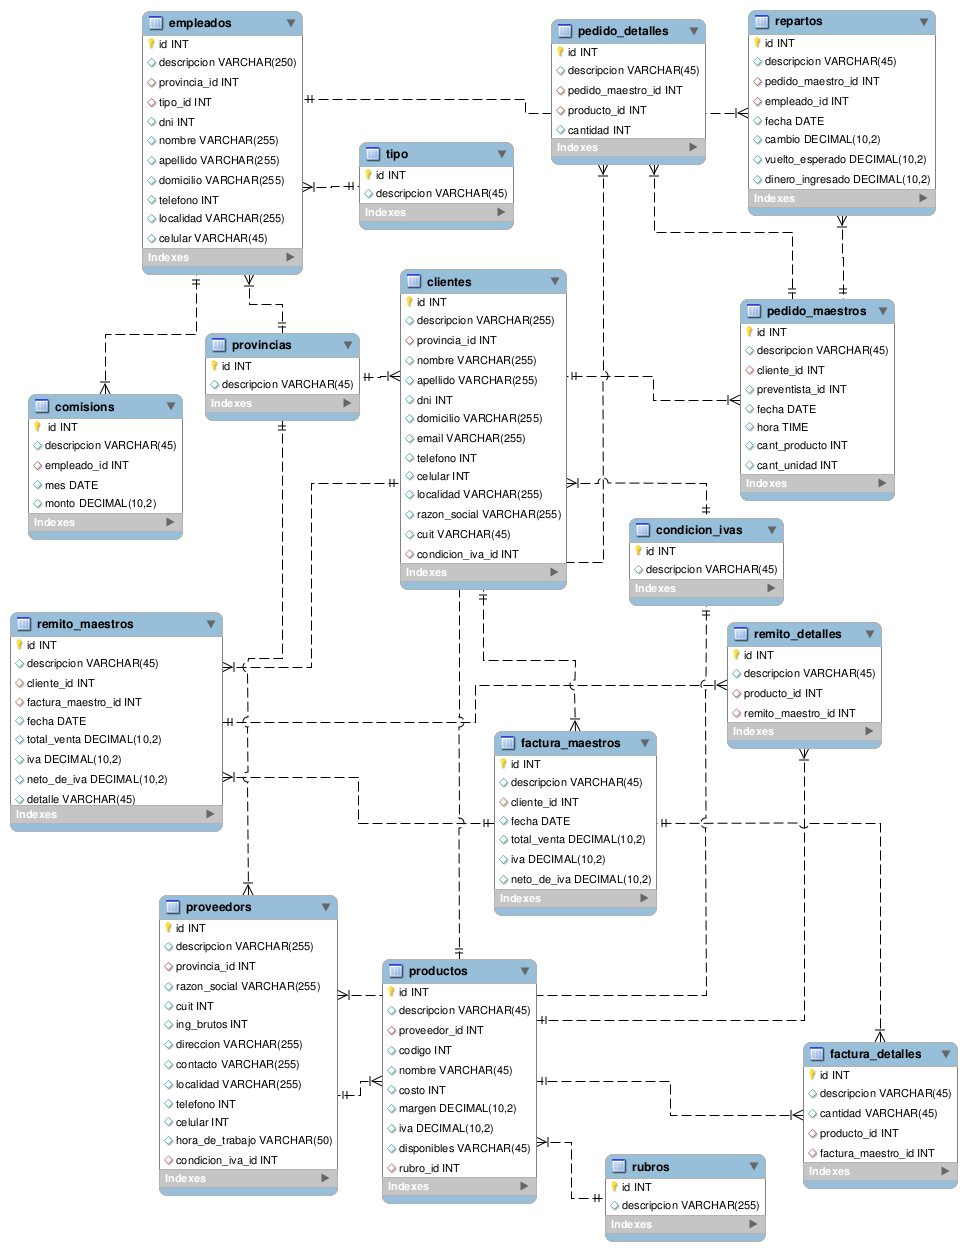 empleados
id INT
descripcion VARCHAR(250)
provincia_id INT
tipo_id INT
dni INT
nombre VARCHAR(255)
apellido VARCHAR(255)
domicilio VARCHAR(255)
telefono INT
localidad VARCHAR(255)
celular VARCHAR(45)
Indexes
pedido_detalles
id INT
descripcion VARCHAR(45)
pedido_maestro_id INT
producto_id INT
cantidad INT
Indexes
repartos
id INT
descripcion VARCHAR(45)
pedido_maestro_id INT
empleado_id INT
fecha DATE
cambio DECIMAL(10,2)
vuelto_esperado DECIMAL(10,2)
dinero_ingresado DECIMAL(10,2)
Indexes
tipo
id INT
descripcion VARCHAR(45)
Indexes
clientes
id INT
descripcion VARCHAR(255)
provincia_id INT
nombre VARCHAR(255)
apellido VARCHAR(255)
dni INT
domicilio VARCHAR(255)
email VARCHAR(255)
telefono INT
celular INT
localidad VARCHAR(255)
razon_social VARCHAR(255)
cuit VARCHAR(45)
condicion_iva_id INT
Indexes
pedido_maestros
id INT
descripcion VARCHAR(45)
cliente_id INT
preventista_id INT
fecha DATE
hora TIME
cant_producto INT
cant_unidad INT
Indexes
provincias
id INT
descripcion VARCHAR(45)
Indexes
comisions
id INT
descripcion VARCHAR(45)
empleado_id INT
mes DATE
monto DECIMAL(10,2)
Indexes
condicion_ivas
id INT
descripcion VARCHAR(45)
Indexes
remito_maestros
id INT
descripcion VARCHAR(45)
cliente_id INT
factura_maestro_id INT
fecha DATE
total_venta DECIMAL(10,2)
iva DECIMAL(10,2)
neto_de_iva DECIMAL(10,2)
detalle VARCHAR(45)
Indexes
remito_detalles
id INT
descripcion VARCHAR(45)
producto_id INT
remito_maestro_id INT
Indexes
factura_maestros
id INT
descripcion VARCHAR(45)
cliente_id INT
fecha DATE
total_venta DECIMAL(10,2)
iva DECIMAL(10,2)
neto_de_iva DECIMAL(10,2)
Indexes
proveedors
id INT
descripcion VARCHAR(255)
provincia_id INT
razon_social VARCHAR(255)
cuit INT
ing_brutos INT
direccion VARCHAR(255)
contacto VARCHAR(255)
localidad VARCHAR(255)
telefono INT
celular INT
hora_de_trabajo VARCHAR(50)
condicion_iva_id INT
Indexes
productos
id INT
descripcion VARCHAR(45)
proveedor_id INT
codigo INT
nombre VARCHAR(45)
costo INT
margen DECIMAL(10,2)
iva DECIMAL(10,2)
disponibles VARCHAR(45)
rubro_id INT
Indexes
factura_detalles
id INT
descripcion VARCHAR(45)
cantidad VARCHAR(45)
producto_id INT
factura_maestro_id INT
Indexes
rubros
id INT
descripcion VARCHAR(255)
Indexes